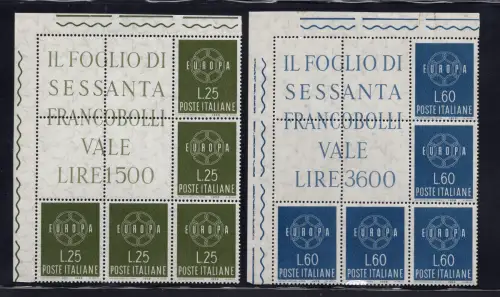 IL FOGLIO DI
SESSANTA
FRANCOBOLLI
VALE
LIRE 1500
EUROPA
L.25
POSTE ITALIANE
EUROPA
L.25
POSTE ITALIANE
EUROPA
L.25
POSTE ITALIANE
EUROPA
L.25
POSTE ITALIANE
EUROPA
L.25
POSTE ITALIANE
IL FOGLIO DI
SESSANTA
FRANCOBOLLI
VALE
LIRE 3600
EUROPA
L.60
POSTE ITALIANE
EUROPA
L.60
POSTE ITALIANE
EUROPA
L.60
POSTE ITALIANE
EUROPA
L.60
POSTE ITALIANE
EUROPA
L.60
POSTE ITALIANE